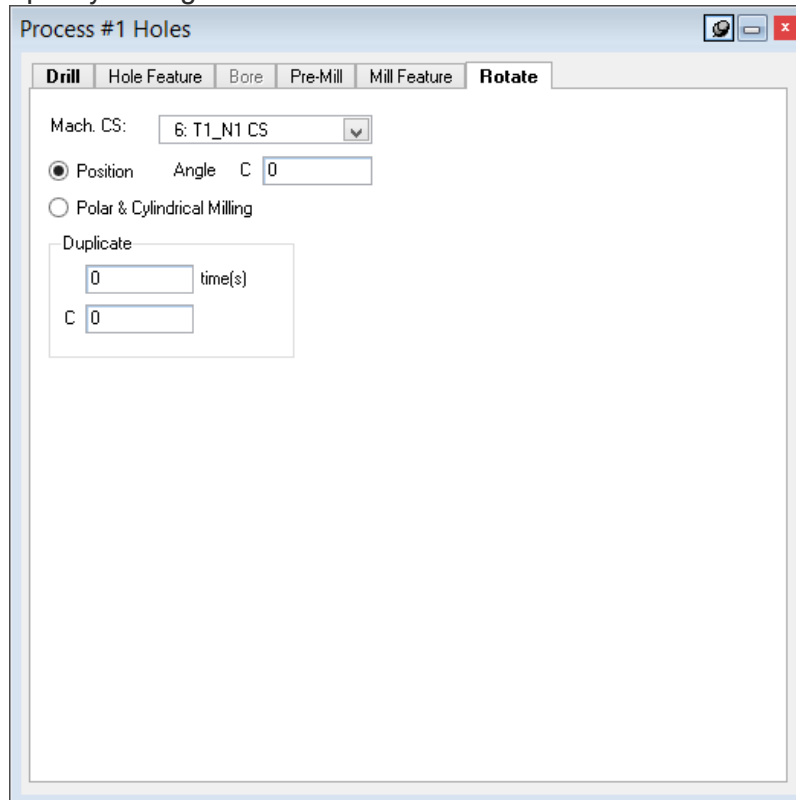 Process #1 Holes
Drill Hole Feature Bore Pre-Mill Mill Feature Rotate
Mach. CS: 6: T1_N1 CS
Position Angle C 0
Polar & Cylindrical Milling
Duplicate
0 time(s)
C 0